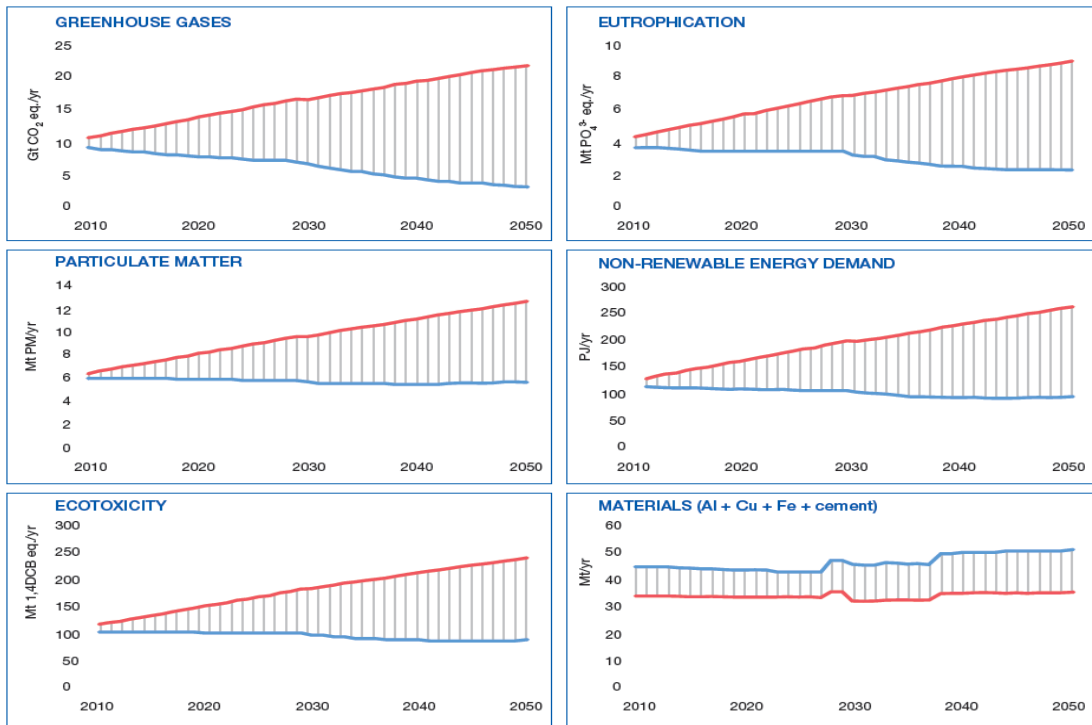 GREENHOUSE GASES
Gt CO₂ eq./yr
25
20
15
10
5
0
2010 2020 2030 2040 2050
EUTROPHICATION
Mt PO₄³⁻ eq./yr
10
8
6
4
2
0
2010 2020 2030 2040 2050
PARTICULATE MATTER
Mt PM/yr
14
12
10
8
6
4
2
0
2010 2020 2030 2040 2050
NON-RENEWABLE ENERGY DEMAND
PJ/yr
300
250
200
150
100
50
0
2010 2020 2030 2040 2050
ECOTOXICITY
Mt 1,4DCB eq./yr
300
250
200
150
100
50
0
2010 2020 2030 2040 2050
MATERIALS (Al + Cu + Fe + cement)
Mt/yr
60
50
40
30
20
10
0
2010 2020 2030 2040 2050